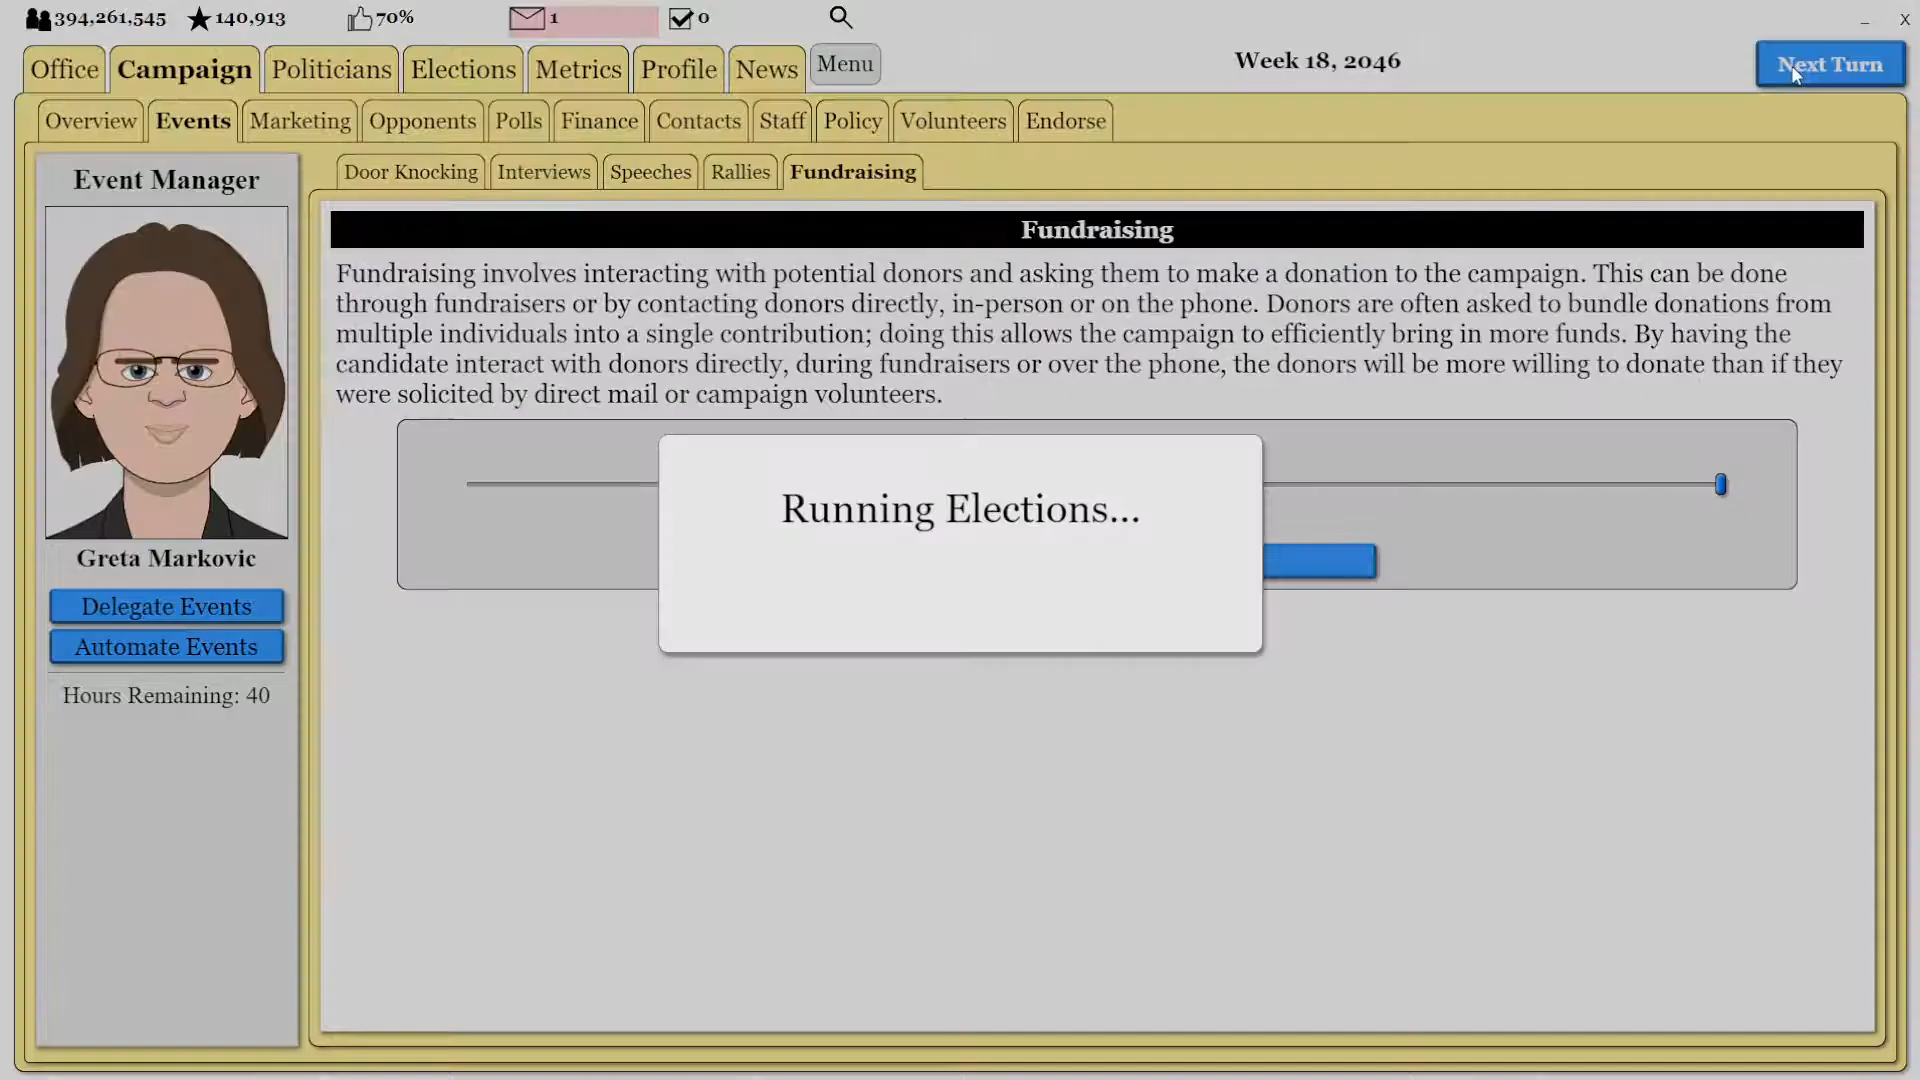 394,261,545 140,913 70% 1 0
_ X
Office Campaign Politicians Elections Metrics Profile News Menu
Week 18, 2046
Next Turn
Overview Events Marketing Opponents Polls Finance Contacts Staff Policy Volunteers Endorse
Event Manager
Greta Markovic
Delegate Events
Automate Events
Hours Remaining: 40
Door Knocking Interviews Speeches Rallies Fundraising
Fundraising
Fundraising involves interacting with potential donors and asking them to make a donation to the campaign. This can be done
through fundraisers or by contacting donors directly, in-person or on the phone. Donors are often asked to bundle donations from
multiple individuals into a single contribution; doing this allows the campaign to efficiently bring in more funds. By having the
candidate interact with donors directly, during fundraisers or over the phone, the donors will be more willing to donate than if they
were solicited by direct mail or campaign volunteers.
Running Elections...